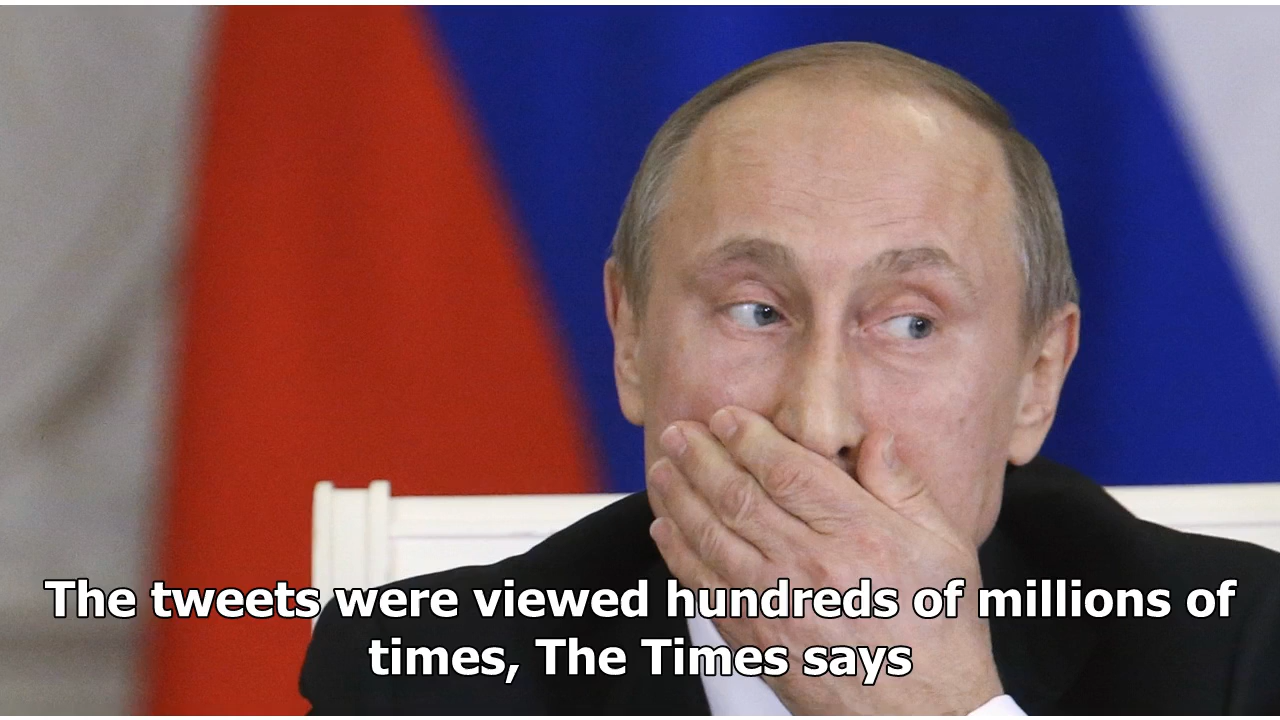 The tweets were viewed hundreds of millions of
times, The Times says